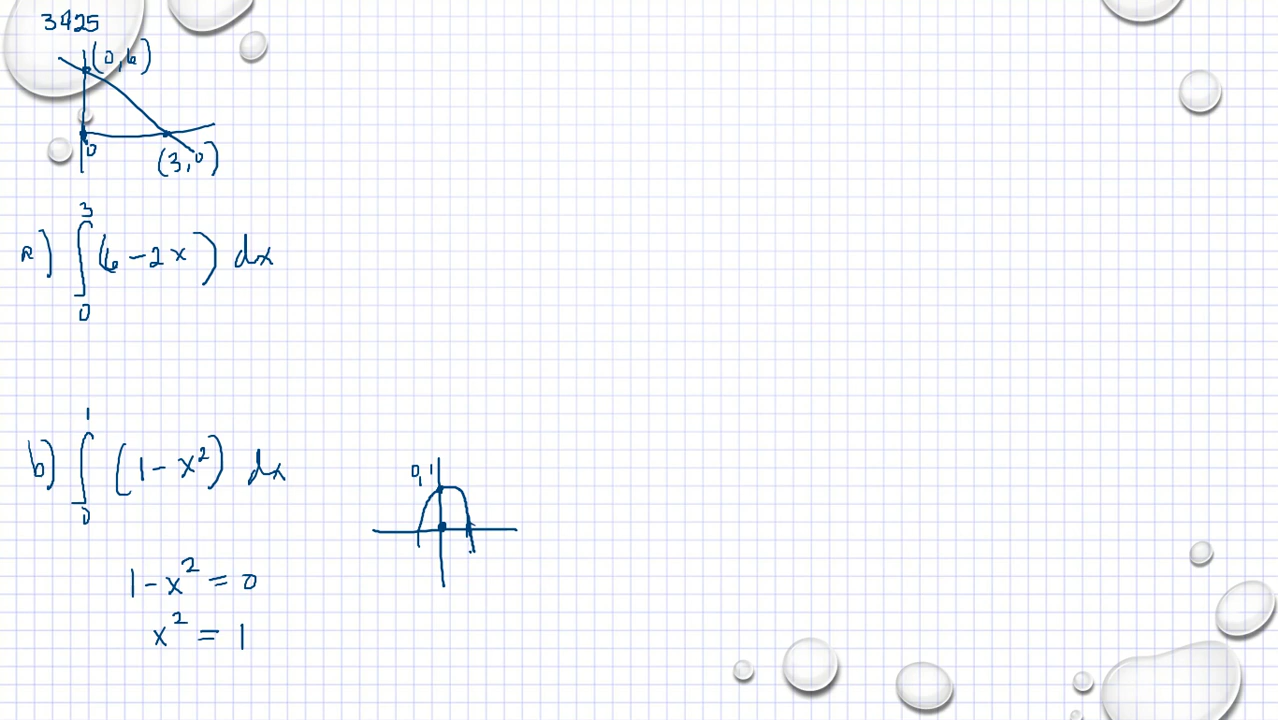 3425
(0,6)
0
(3,0)
a) ∫₀³ (6 - 2x) dx
b) ∫₀¹ (1 - x²) dx
0,1
1 - x² = 0
x² = 1